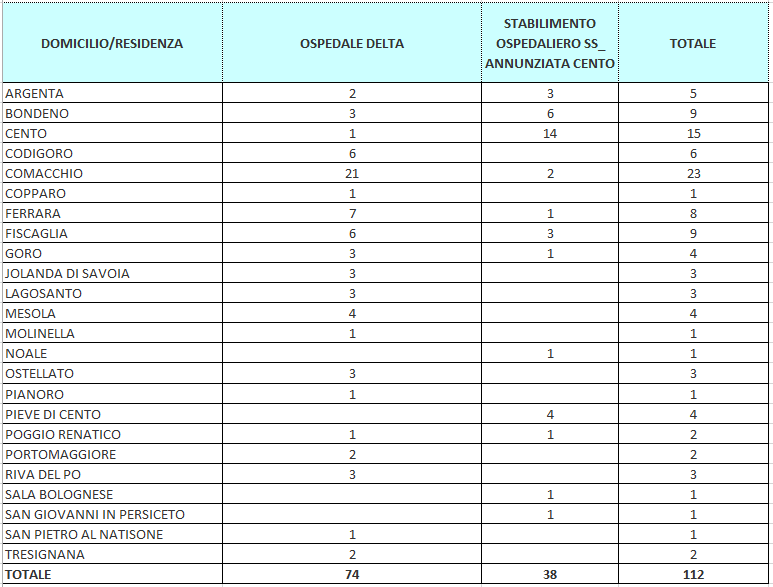 DOMICILIO/RESIDENZA OSPEDALE DELTA STABILIMENTO OSPEDALIERO SS_ ANNUNZIATA CENTO TOTALE
ARGENTA 2 3 5
BONDENO 3 6 9
CENTO 1 14 15
CODIGORO 6 6
COMACCHIO 21 2 23
COPPARO 1 1
FERRARA 7 1 8
FISCAGLIA 6 3 9
GORO 3 1 4
JOLANDA DI SAVOIA 3 3
LAGOSANTO 3 3
MESOLA 4 4
MOLINELLA 1 1
NOALE 1 1
OSTELLATO 3 3
PIANORO 1 1
PIEVE DI CENTO 4 4
POGGIO RENATICO 1 1 2
PORTOMAGGIORE 2 2
RIVA DEL PO 3 3
SALA BOLOGNESE 1 1
SAN GIOVANNI IN PERSICETO 1 1
SAN PIETRO AL NATISONE 1 1
TRESIGNANA 2 2
TOTALE 74 38 112